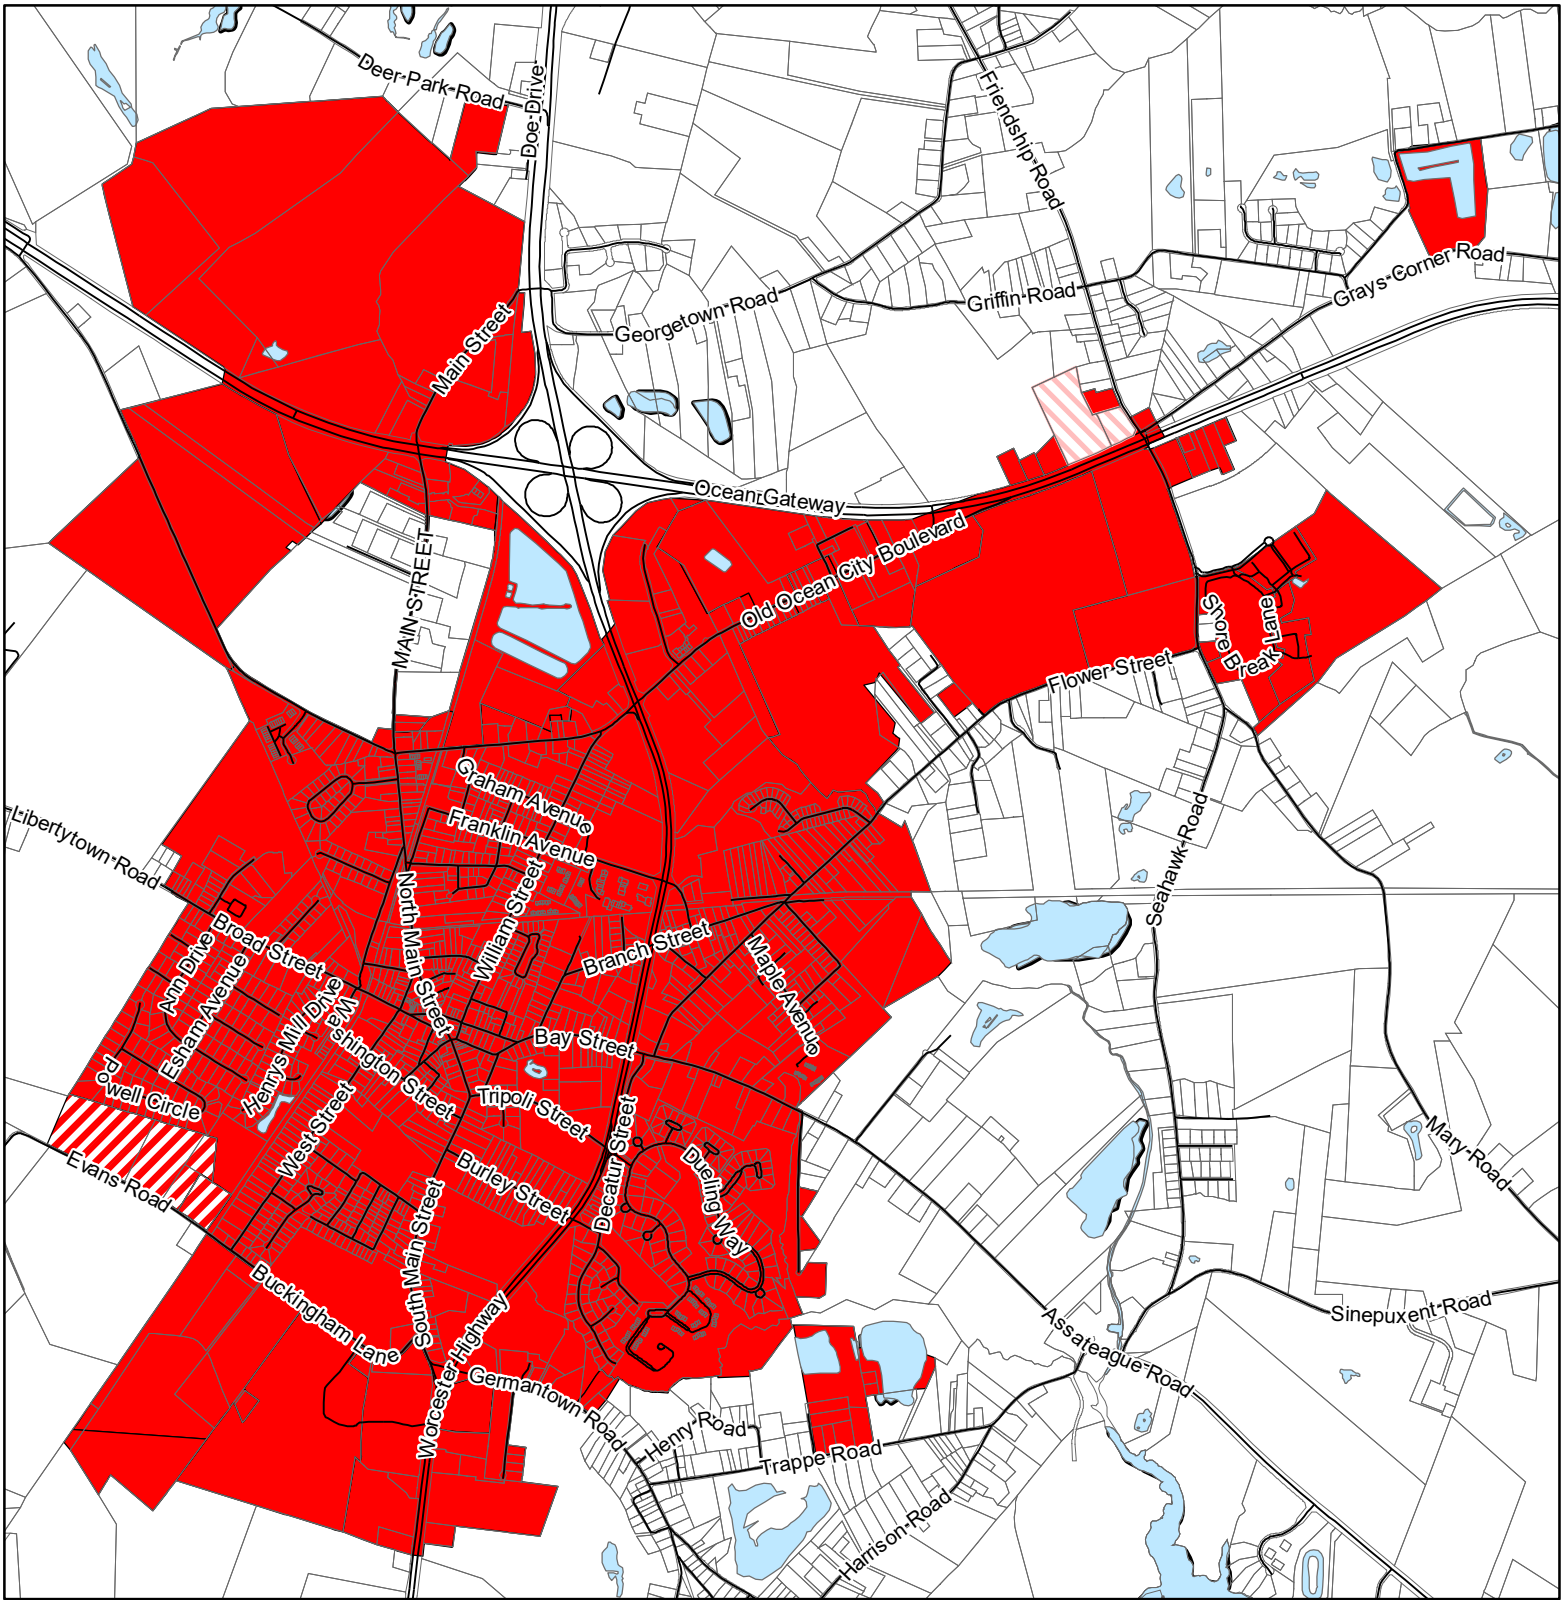 Deer Park Road
Doe Drive
Friendship Road
Grays Corner Road
Griffin Road
Georgetown Road
Main Street
Ocean Gateway
Old Ocean City Boulevard
MAIN STREET
Shore Break Lane
Flower Street
Graham Avenue
Franklin Avenue
Libertytown Road
Seahawk Road
North Main Street
William Street
Branch Street
Maple Avenue
Broad Street
Ann Drive
Esham Avenue
Henrys Mill Drive
Washington Street
Bay Street
Powell Circle
West Street
Tripoli Street
Decatur Street
Dueling Way
Mary Road
Evans Road
Burley Street
South Main Street
Buckingham Lane
Worcester Highway
Sinepuxent Road
Assateague Road
Germantown Road
Henry Road
Trappe Road
Harrison Road